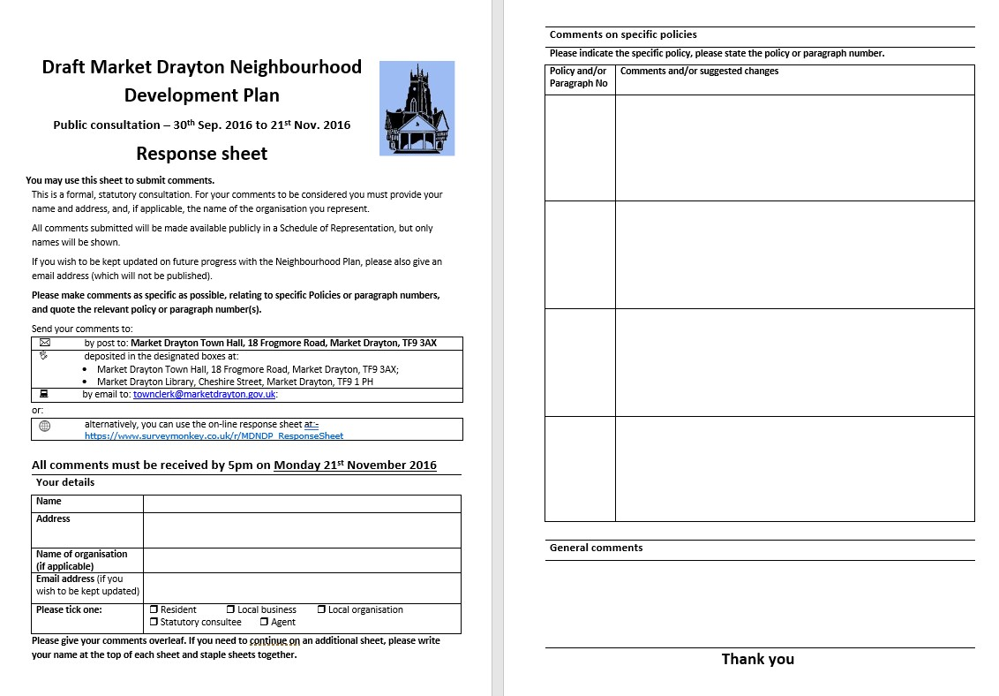 Draft Market Drayton Neighbourhood
Development Plan
Public consultation – 30th Sep. 2016 to 21st Nov. 2016
Response sheet
You may use this sheet to submit comments.
This is a formal, statutory consultation. For your comments to be considered you must provide your
name and address, and, if applicable, the name of the organisation you represent.
All comments submitted will be made available publicly in a Schedule of Representation, but only
names will be shown.
If you wish to be kept updated on future progress with the Neighbourhood Plan, please also give an
email address (which will not be published).
Please make comments as specific as possible, relating to specific Policies or paragraph numbers,
and quote the relevant policy or paragraph number(s).
Send your comments to:
by post to: Market Drayton Town Hall, 18 Frogmore Road, Market Drayton, TF9 3AX
deposited in the designated boxes at:
• Market Drayton Town Hall, 18 Frogmore Road, Market Drayton, TF9 3AX;
• Market Drayton Library, Cheshire Street, Market Drayton, TF9 1 PH
by email to: townclerk@marketdrayton.gov.uk:
or:
alternatively, you can use the on-line response sheet at:-
https://www.surveymonkey.co.uk/r/MDNDP_ResponseSheet
All comments must be received by 5pm on Monday 21st November 2016
Your details
Name
Address
Name of organisation
(if applicable)
Email address (if you
wish to be kept updated)
Please tick one:
❒ Resident ❒ Local business ❒ Local organisation
❒ Statutory consultee ❒ Agent
Please give your comments overleaf. If you need to continue on an additional sheet, please write
your name at the top of each sheet and staple sheets together.
Comments on specific policies
Please indicate the specific policy, please state the policy or paragraph number.
Policy and/or
Paragraph No
Comments and/or suggested changes
General comments
Thank you